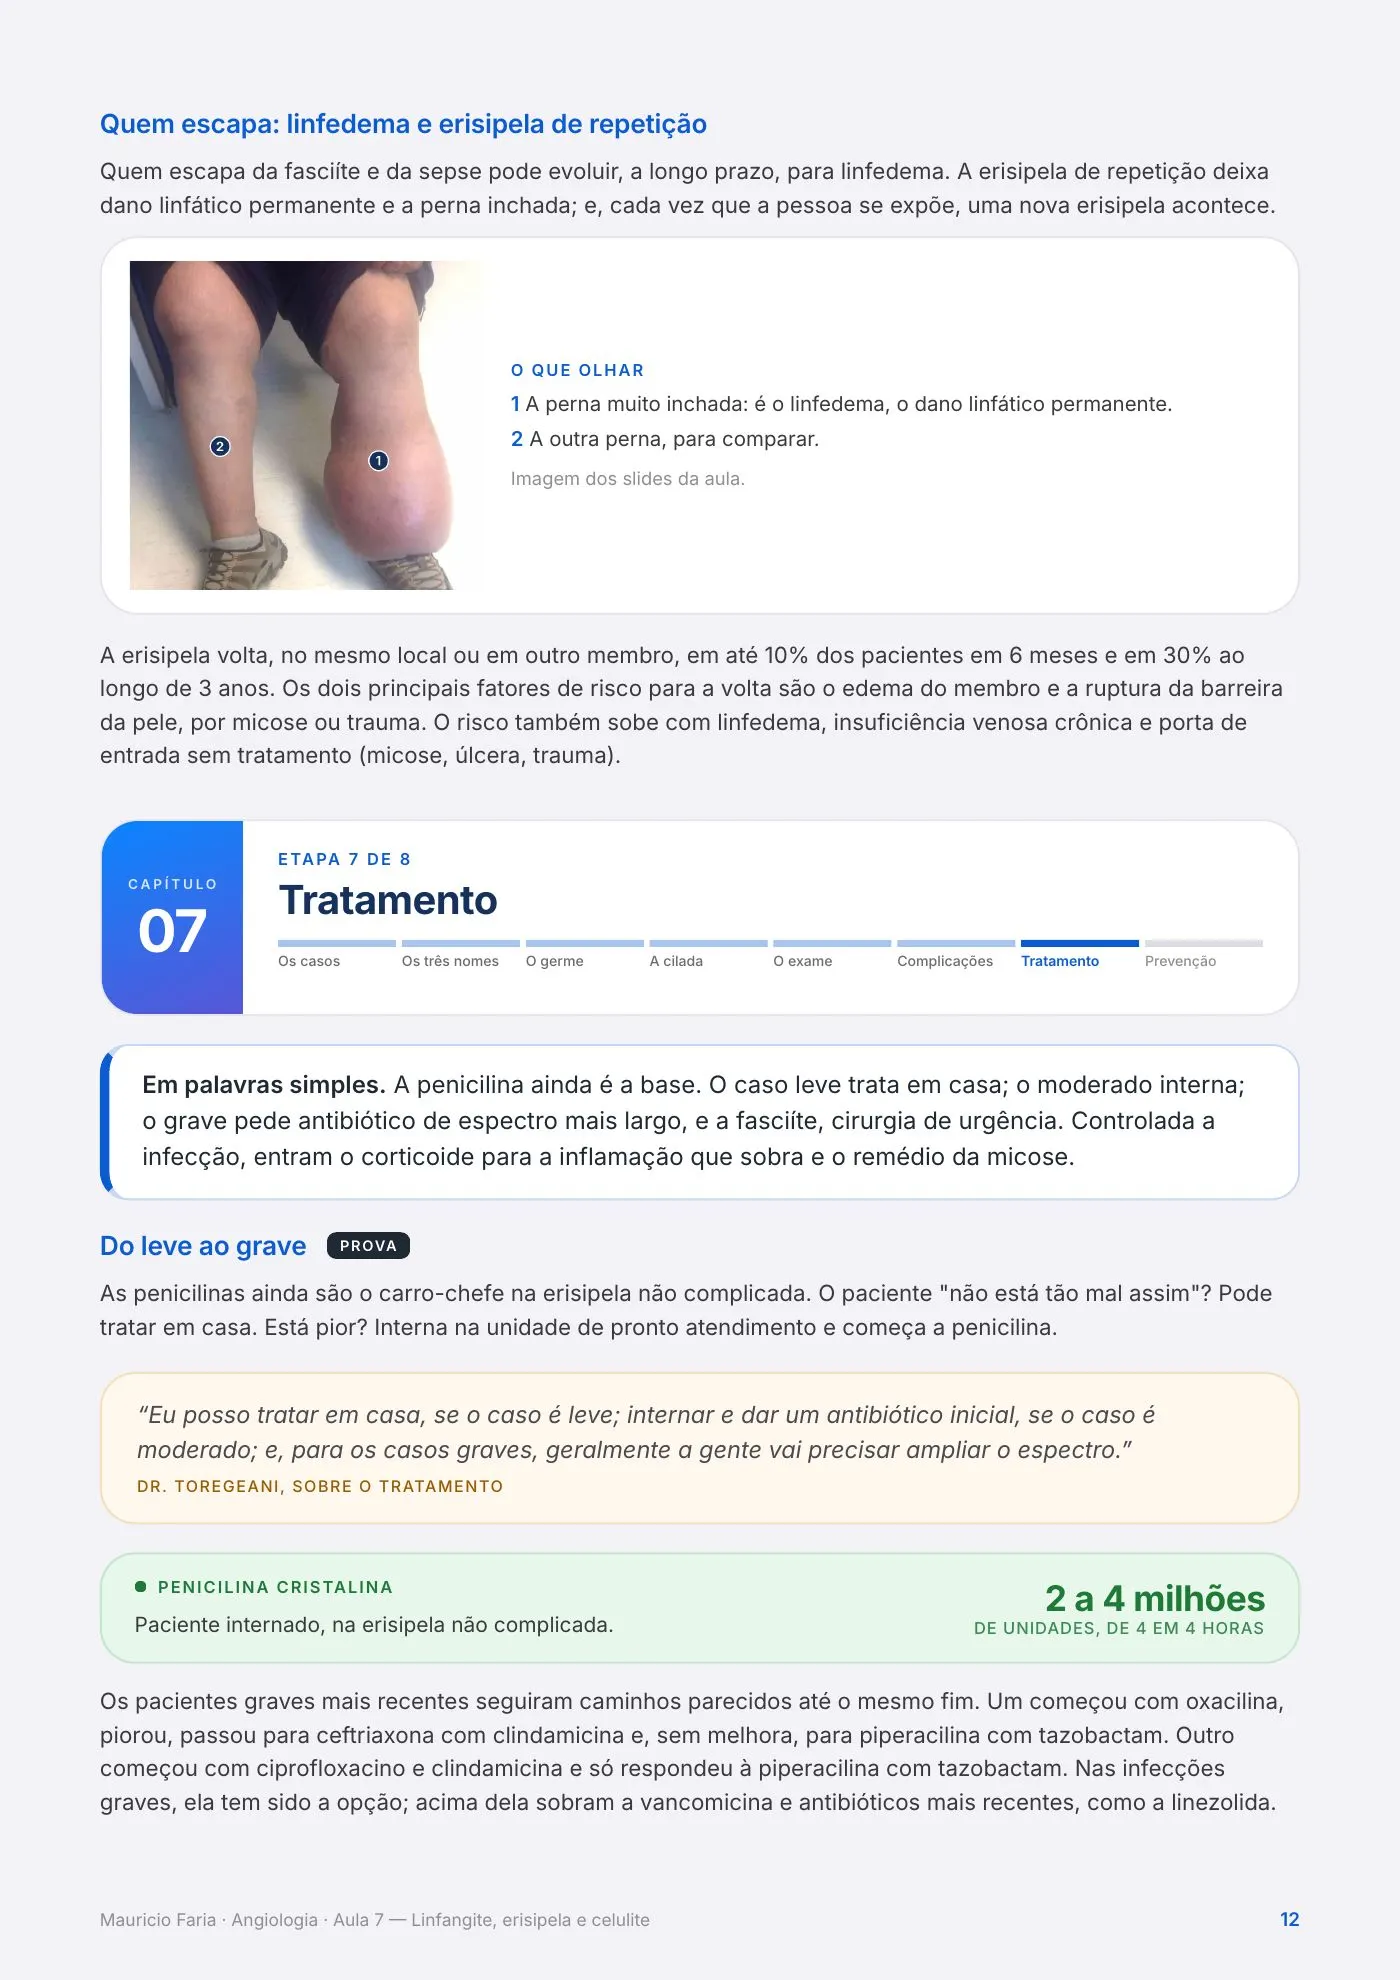 Quem escapa: linfedema e erisipela de repetição
Quem escapa da fasciíte e da sepse pode evoluir, a longo prazo, para linfedema. A erisipela de repetição deixa
dano linfático permanente e a perna inchada; e, cada vez que a pessoa se expõe, uma nova erisipela acontece.
2
1
O QUE OLHAR
1 A perna muito inchada: é o linfedema, o dano linfático permanente.
2 A outra perna, para comparar.
Imagem dos slides da aula.
A erisipela volta, no mesmo local ou em outro membro, em até 10% dos pacientes em 6 meses e em 30% ao
longo de 3 anos. Os dois principais fatores de risco para a volta são o edema do membro e a ruptura da barreira
da pele, por micose ou trauma. O risco também sobe com linfedema, insuficiência venosa crônica e porta de
entrada sem tratamento (micose, úlcera, trauma).
CAPÍTULO
07
ETAPA 7 DE 8
Tratamento
Os casos Os três nomes O germe A cilada O exame Complicações Tratamento Prevenção
Em palavras simples. A penicilina ainda é a base. O caso leve trata em casa; o moderado interna;
o grave pede antibiótico de espectro mais largo, e a fasciíte, cirurgia de urgência. Controlada a
infecção, entram o corticoide para a inflamação que sobra e o remédio da micose.
Do leve ao grave PROVA
As penicilinas ainda são o carro-chefe na erisipela não complicada. O paciente "não está tão mal assim"? Pode
tratar em casa. Está pior? Interna na unidade de pronto atendimento e começa a penicilina.
“Eu posso tratar em casa, se o caso é leve; internar e dar um antibiótico inicial, se o caso é
moderado; e, para os casos graves, geralmente a gente vai precisar ampliar o espectro.”
DR. TOREGEANI, SOBRE O TRATAMENTO
PENICILINA CRISTALINA
Paciente internado, na erisipela não complicada.
2 a 4 milhões
DE UNIDADES, DE 4 EM 4 HORAS
Os pacientes graves mais recentes seguiram caminhos parecidos até o mesmo fim. Um começou com oxacilina,
piorou, passou para ceftriaxona com clindamicina e, sem melhora, para piperacilina com tazobactam. Outro
começou com ciprofloxacino e clindamicina e só respondeu à piperacilina com tazobactam. Nas infecções
graves, ela tem sido a opção; acima dela sobram a vancomicina e antibióticos mais recentes, como a linezolida.
Mauricio Faria · Angiologia · Aula 7 — Linfangite, erisipela e celulite
12